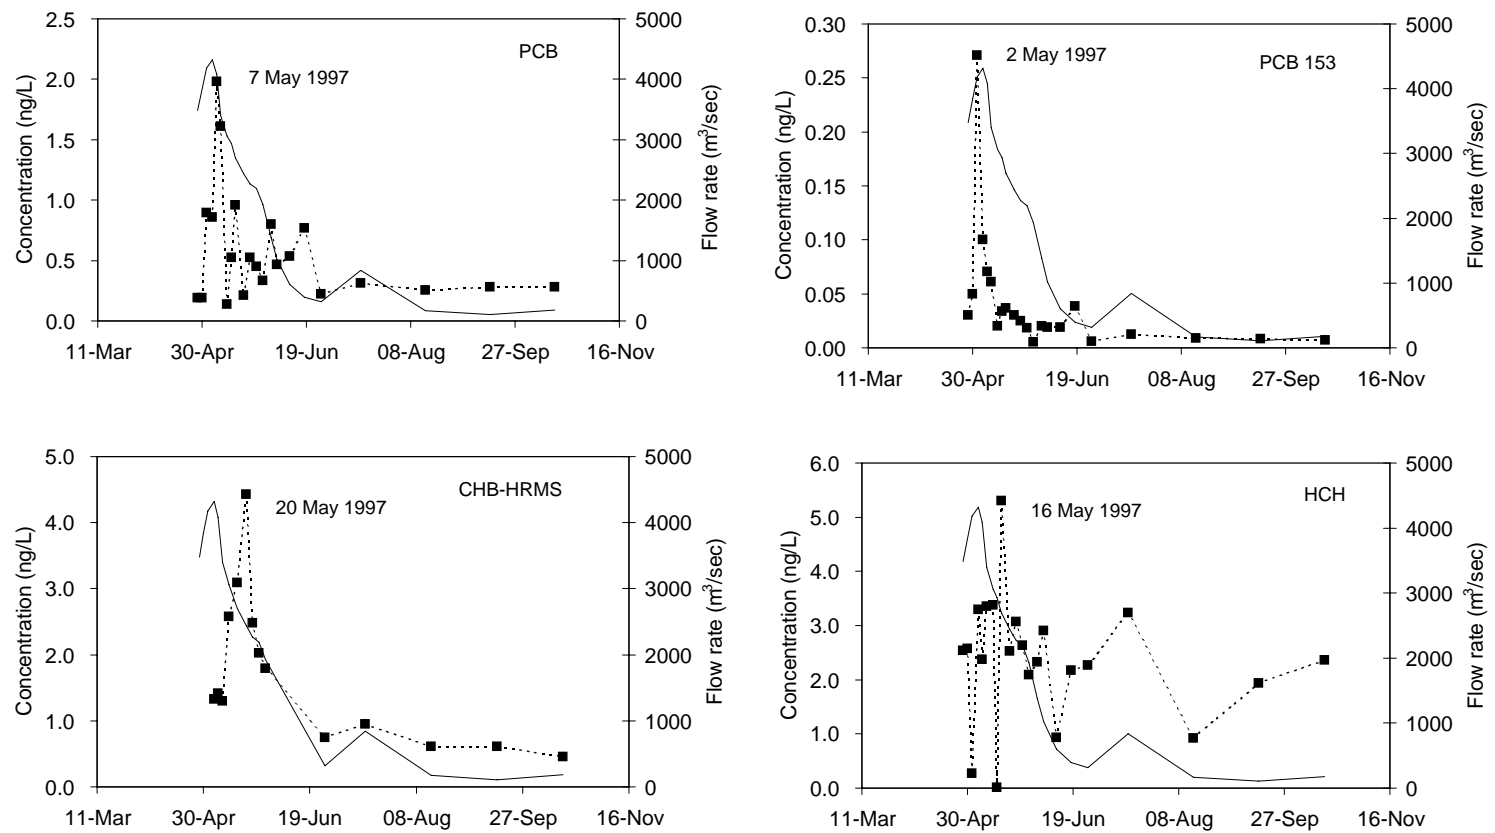 PCB
7 May 1997
Concentration (ng/L)
Flow rate (m³/sec)
2.5
2.0
1.5
1.0
0.5
0.0
5000
4000
3000
2000
1000
0
11-Mar 30-Apr 19-Jun 08-Aug 27-Sep 16-Nov
PCB 153
2 May 1997
Concentration (ng/L)
Flow rate (m³/sec)
0.30
0.25
0.20
0.15
0.10
0.05
0.00
5000
4000
3000
2000
1000
0
11-Mar 30-Apr 19-Jun 08-Aug 27-Sep 16-Nov
CHB-HRMS
20 May 1997
Concentration (ng/L)
Flow rate (m³/sec)
5.0
4.0
3.0
2.0
1.0
0.0
5000
4000
3000
2000
1000
0
11-Mar 30-Apr 19-Jun 08-Aug 27-Sep 16-Nov
HCH
16 May 1997
Concentration (ng/L)
Flow rate (m³/sec)
6.0
5.0
4.0
3.0
2.0
1.0
0.0
5000
4000
3000
2000
1000
0
11-Mar 30-Apr 19-Jun 08-Aug 27-Sep 16-Nov